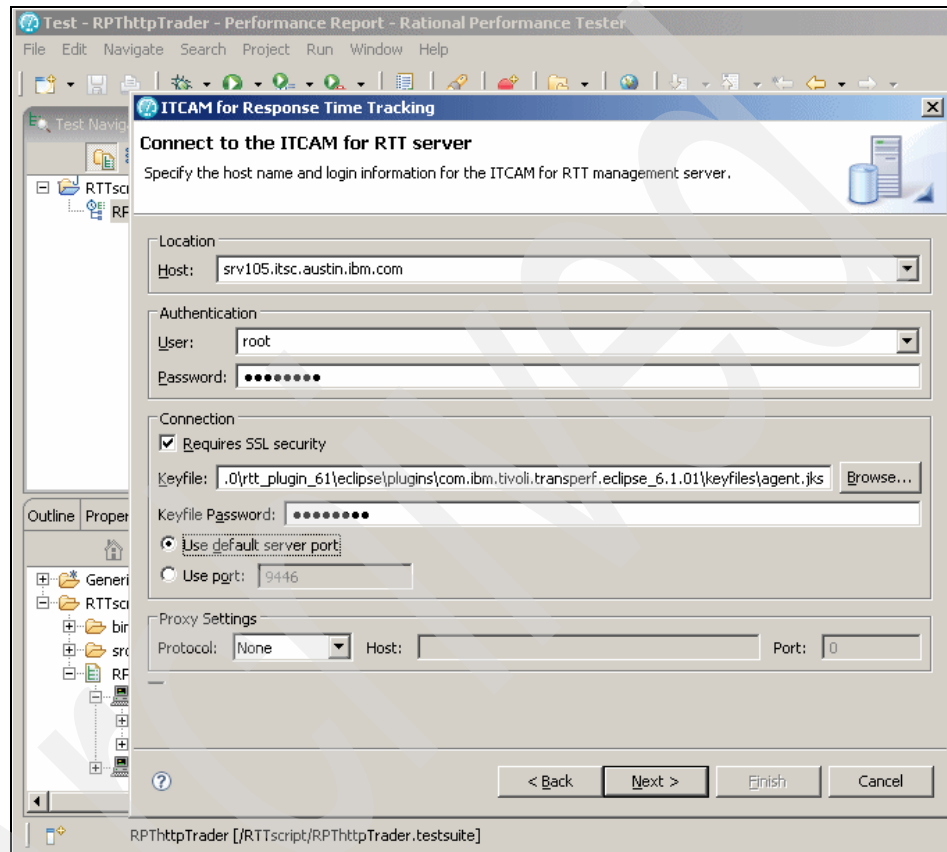 Test - RPThttpTrader - Performance Report - Rational Performance Tester
File Edit Navigate Search Project Run Window Help
ITCAM for Response Time Tracking
Connect to the ITCAM for RTT server
Specify the host name and login information for the ITCAM for RTT management server.
Test Navig
RTTscr
RP
Location
Host: srv105.itsc.austin.ibm.com
Authentication
User: root
Password: ●●●●●●●●
Connection
Requires SSL security
Keyfile: .0\rtt_plugin_61\eclipse\plugins\com.ibm.tivoli.transperf.eclipse_6.1.01\keyfiles\agent.jks Browse...
Keyfile Password: ●●●●●●●●
Use default server port
Use port: 9446
Proxy Settings
Protocol: None Host: Port: 0
Outline Proper
Generi
RTTscr
bin
src
RP
< Back Next > Finish Cancel
RPThttpTrader [/RTTscript/RPThttpTrader.testsuite]